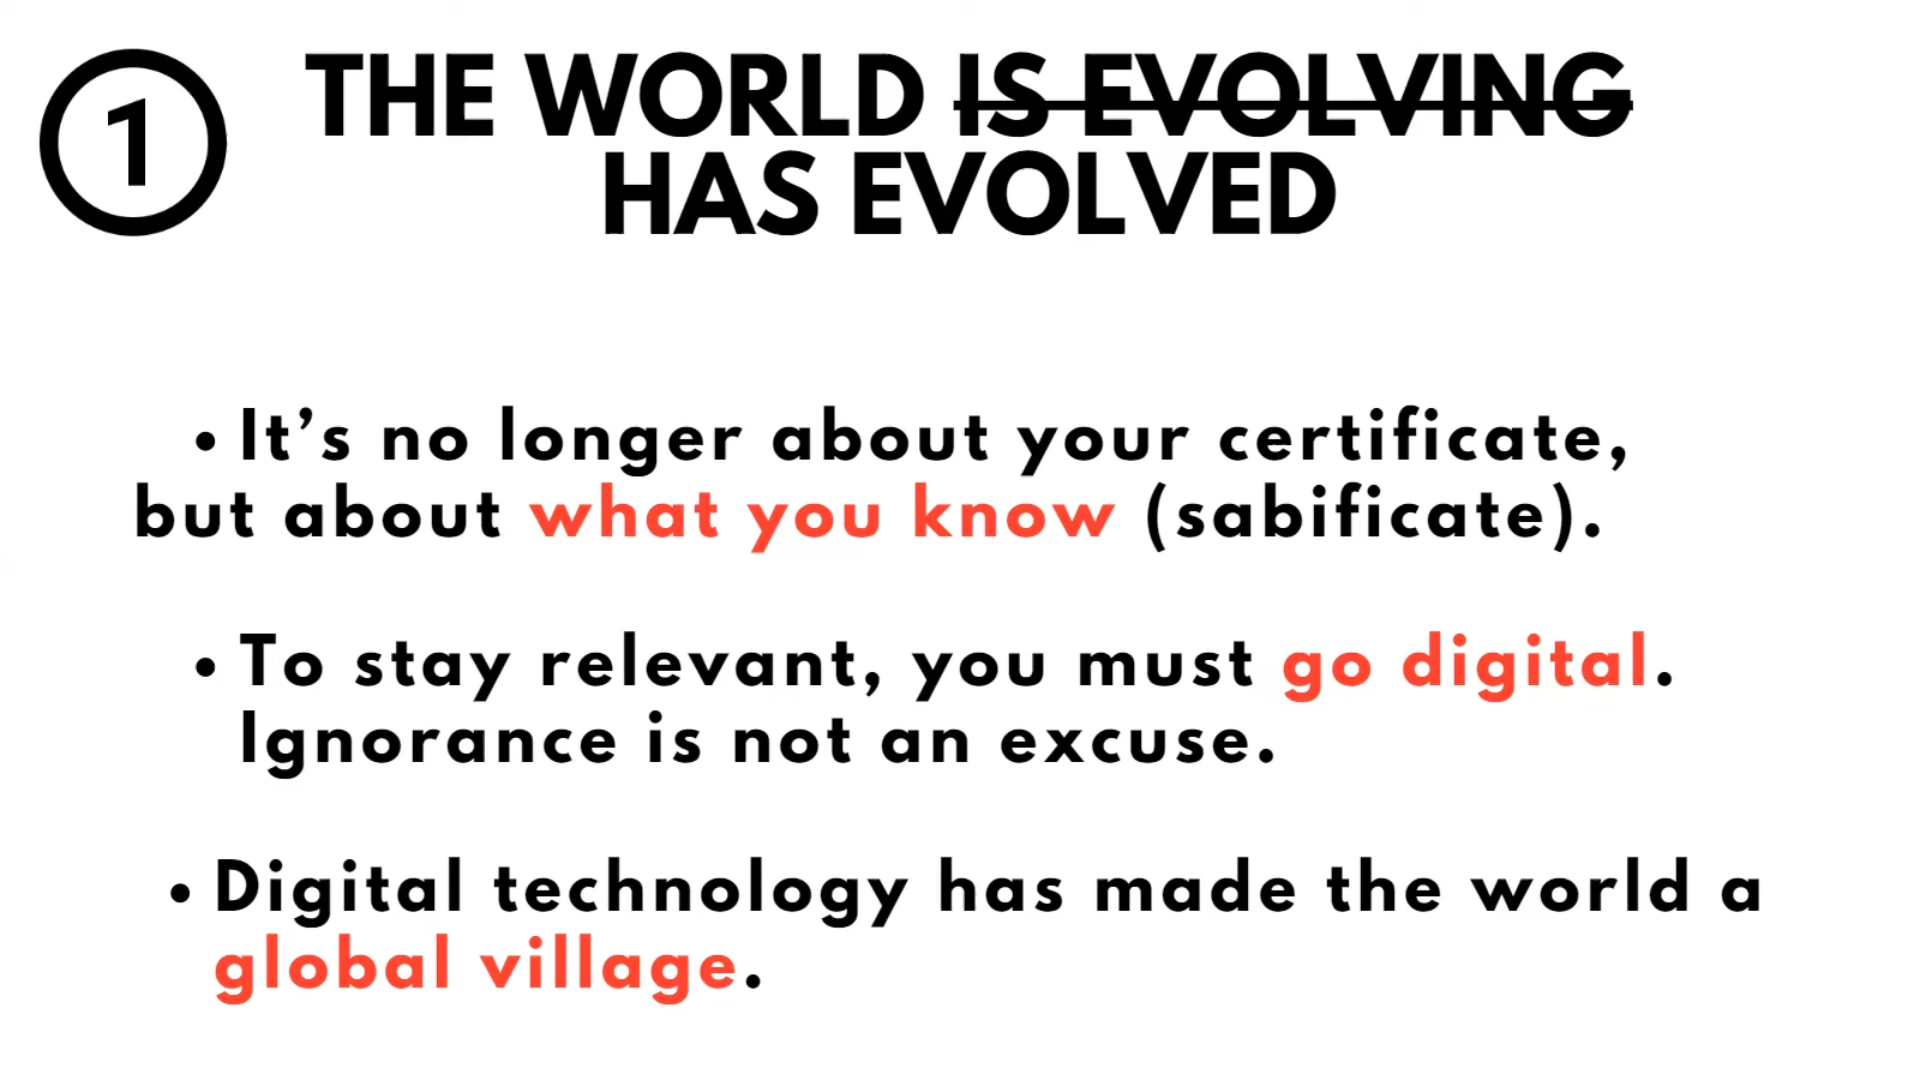 1
THE WORLD IS EVOLVING
HAS EVOLVED
• It’s no longer about your certificate,
but about what you know (sabificate).
• To stay relevant, you must go digital.
Ignorance is not an excuse.
• Digital technology has made the world a
global village.